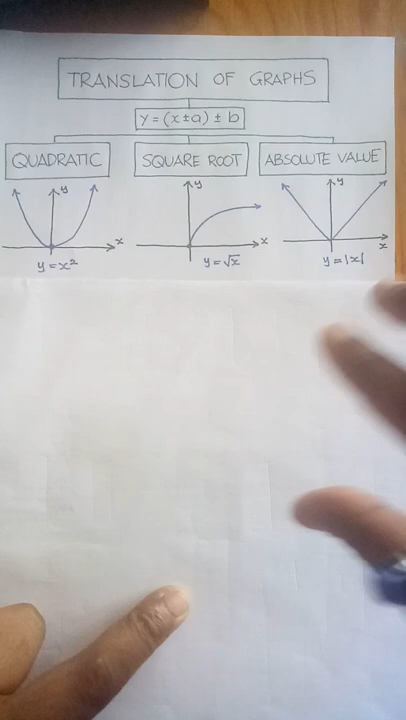 TRANSLATION OF GRAPHS
y = (x ± a) ± b
QUADRATIC SQUARE ROOT ABSOLUTE VALUE
y y y
x x x
y = x² y = √x y = |x|